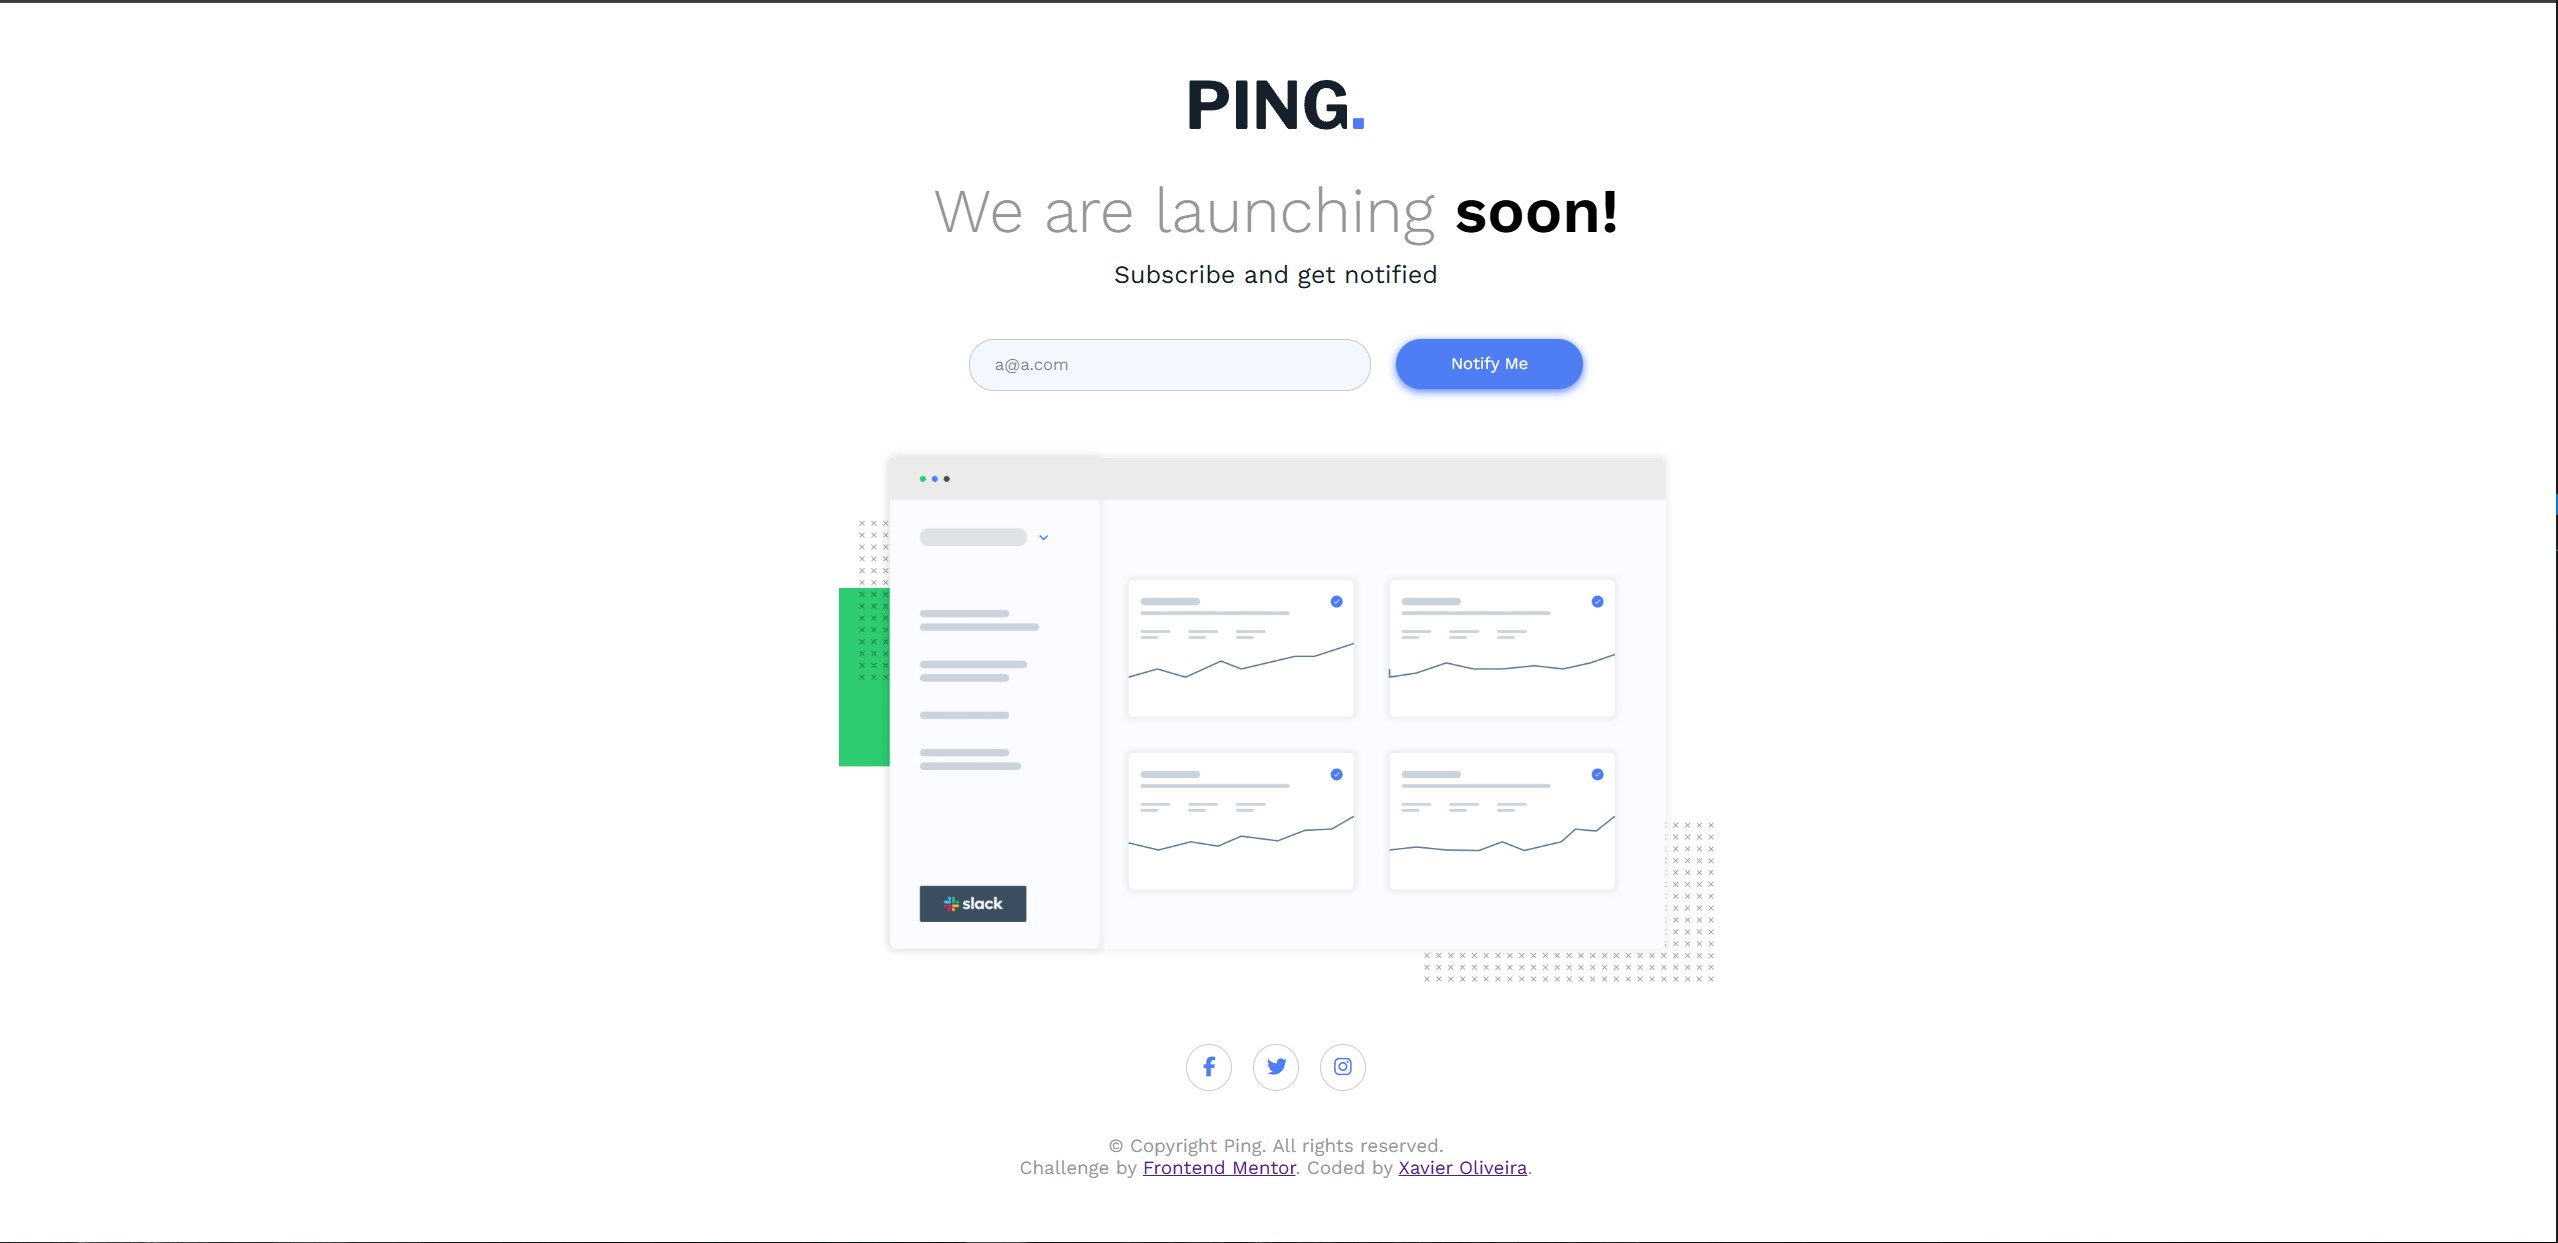 PING.
We are launching soon!
Subscribe and get notified
a@a.com
Notify Me
slack
© Copyright Ping. All rights reserved.
Challenge by Frontend Mentor. Coded by Xavier Oliveira.